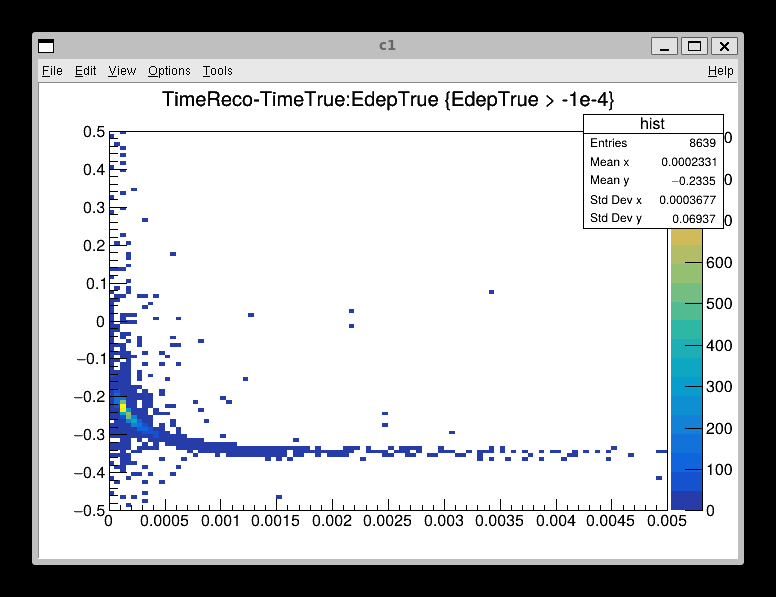 c1
File Edit View Options Tools Help
TimeReco-TimeTrue:EdepTrue {EdepTrue > -1e-4}
hist
Entries 8639
Mean x 0.0002331
Mean y −0.2335
Std Dev x 0.0003677
Std Dev y 0.06937
0.5
0.4
0.3
0.2
0.1
0
−0.1
−0.2
−0.3
−0.4
−0.5
0 0.0005 0.001 0.0015 0.002 0.0025 0.003 0.0035 0.004 0.0045 0.005
0
0
0
600
500
400
300
200
100
0